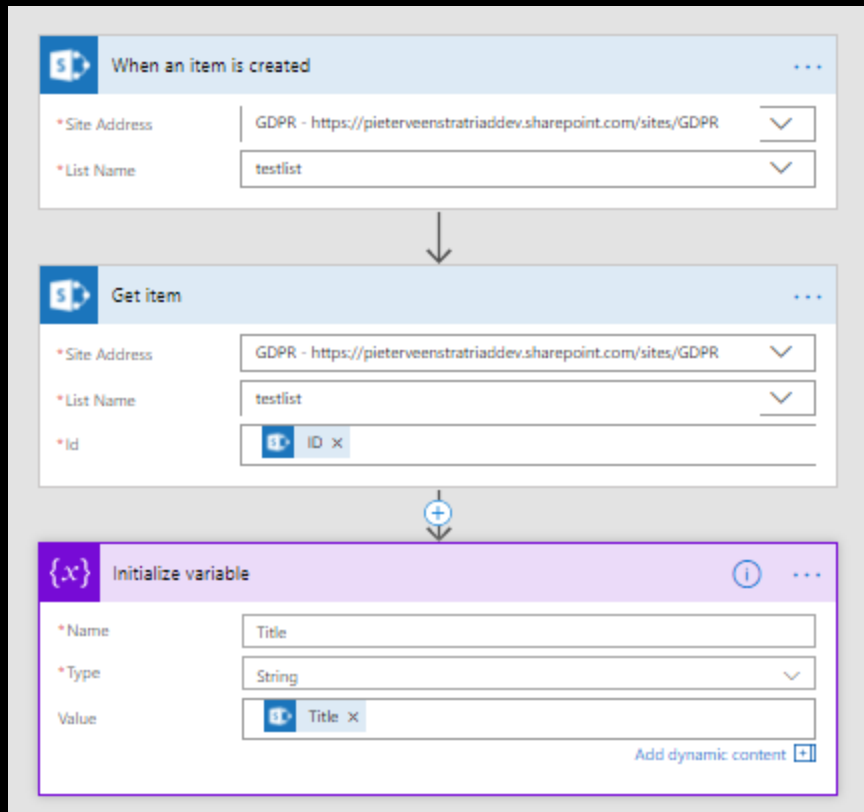 When an item is created
*Site Address GDPR - https://pieterveenstratriaddev.sharepoint.com/sites/GDPR
*List Name testlist
Get item
*Site Address GDPR - https://pieterveenstratriaddev.sharepoint.com/sites/GDPR
*List Name testlist
*Id ID ×
{x} Initialize variable
*Name Title
*Type String
Value Title ×
Add dynamic content